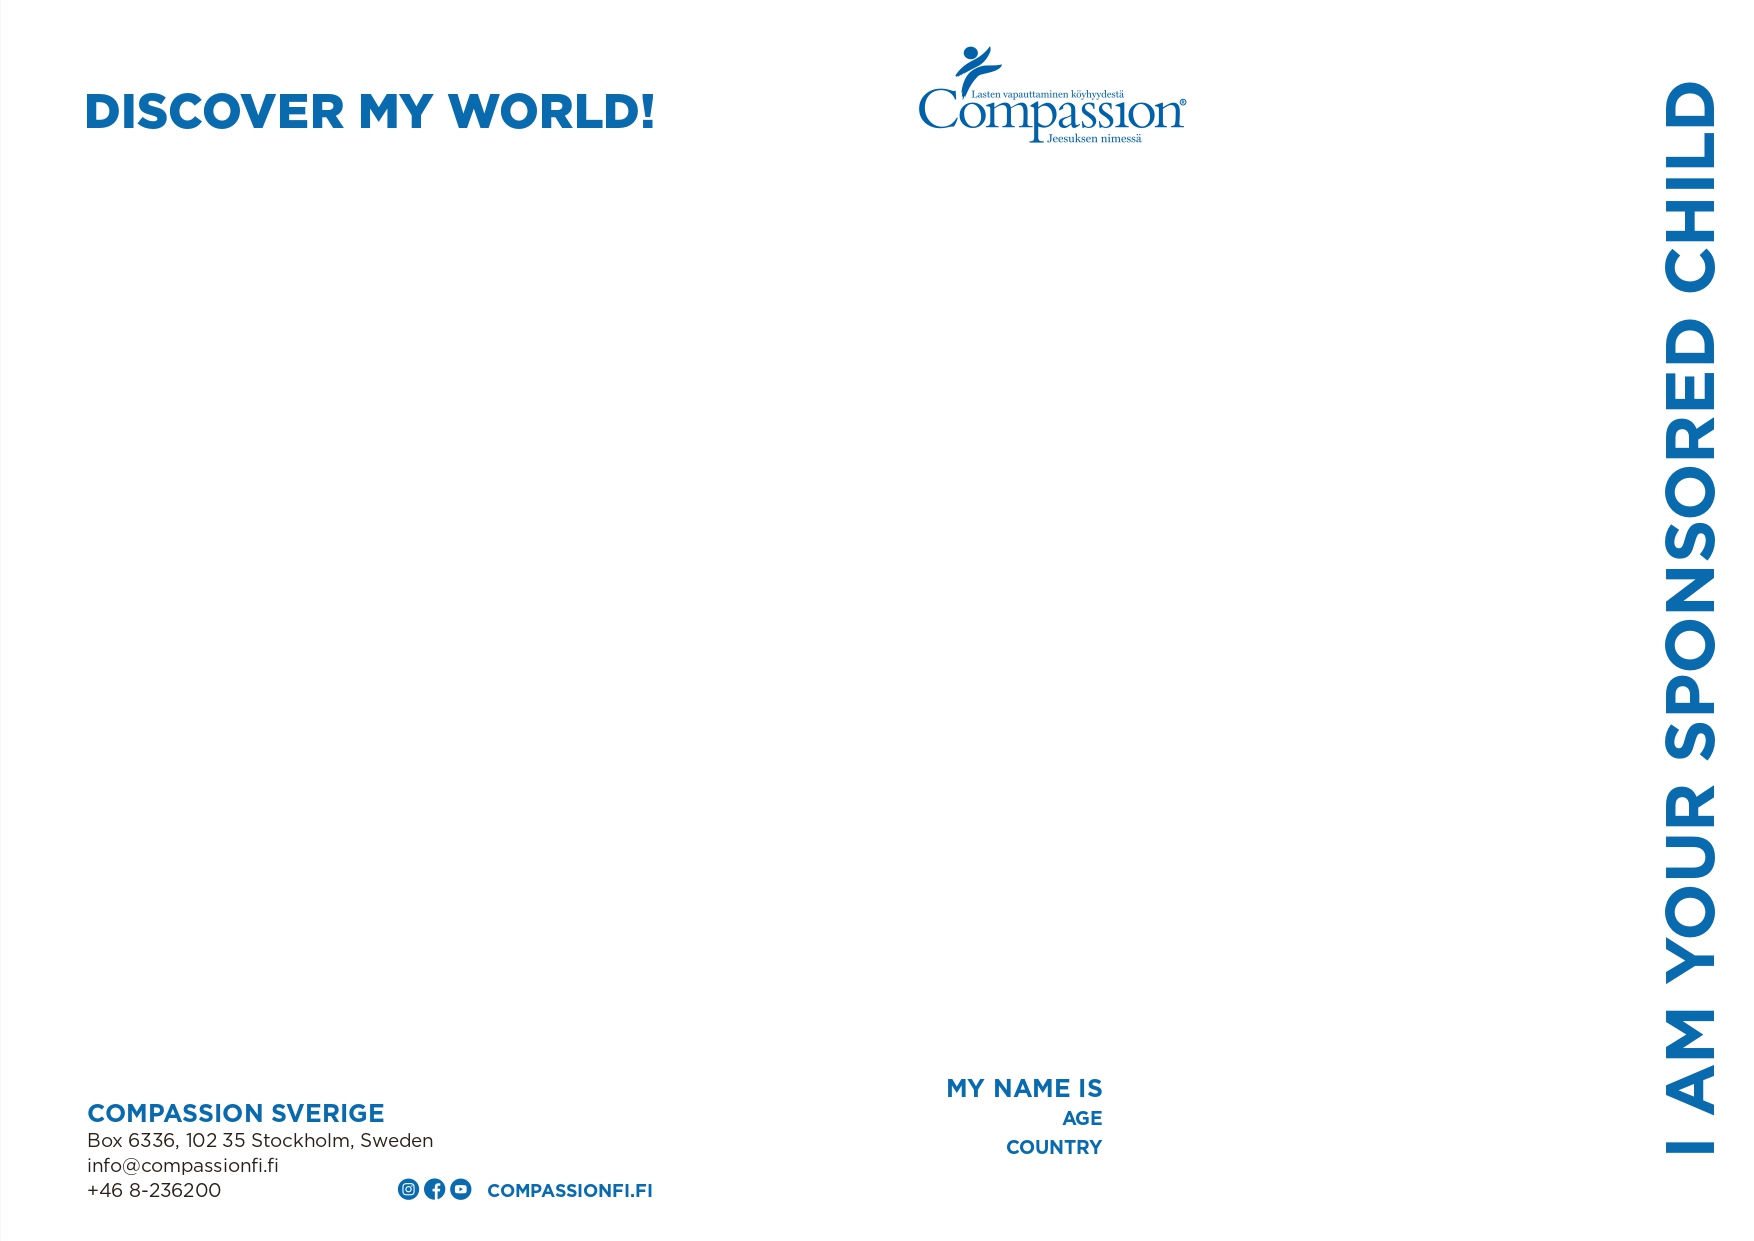 DISCOVER MY WORLD!
COMPASSION SVERIGE
Box 6336, 102 35 Stockholm, Sweden
info@compassionfi.fi
+46 8-236200
COMPASSIONFI.FI
Lasten vapauttaminen köyhyydestä
Compassion®
Jeesuksen nimessä
MY NAME IS
AGE
COUNTRY
I AM YOUR SPONSORED CHILD